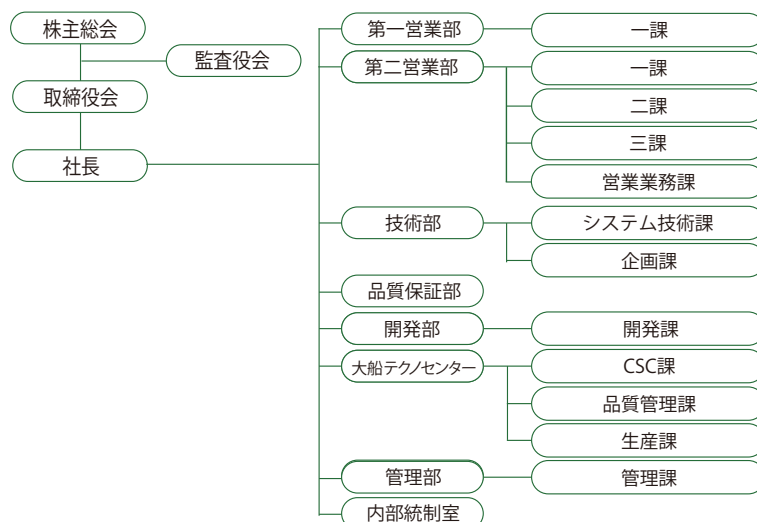 株主総会
監査役会
取締役会
社長
第一営業部
一課
第二営業部
一課
二課
三課
営業業務課
技術部
システム技術課
企画課
品質保証部
開発部
開発課
大船テクノセンター
CSC課
品質管理課
生産課
管理部
管理課
内部統制室